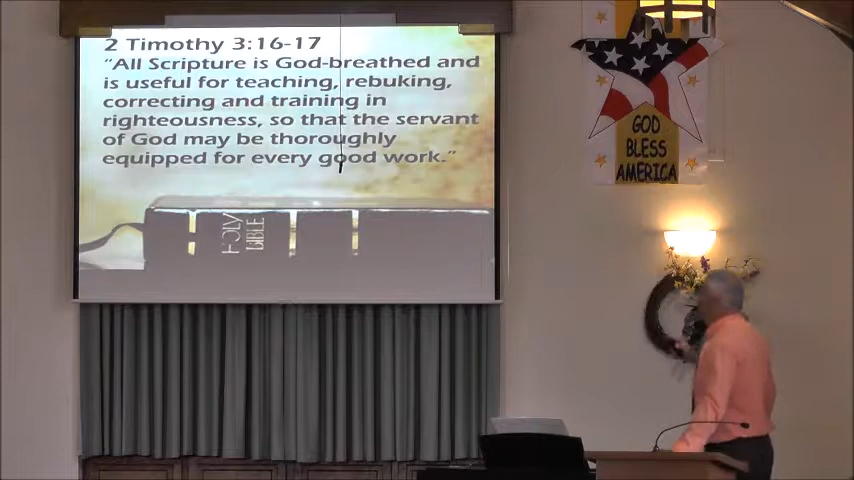 2 Timothy 3:16-17
“All Scripture is God-breathed and
is useful for teaching, rebuking,
correcting and training in
righteousness, so that the servant
of God may be thoroughly
equipped for every good work.”
HOLY
BIBLE
GOD
BLESS
AMERICA